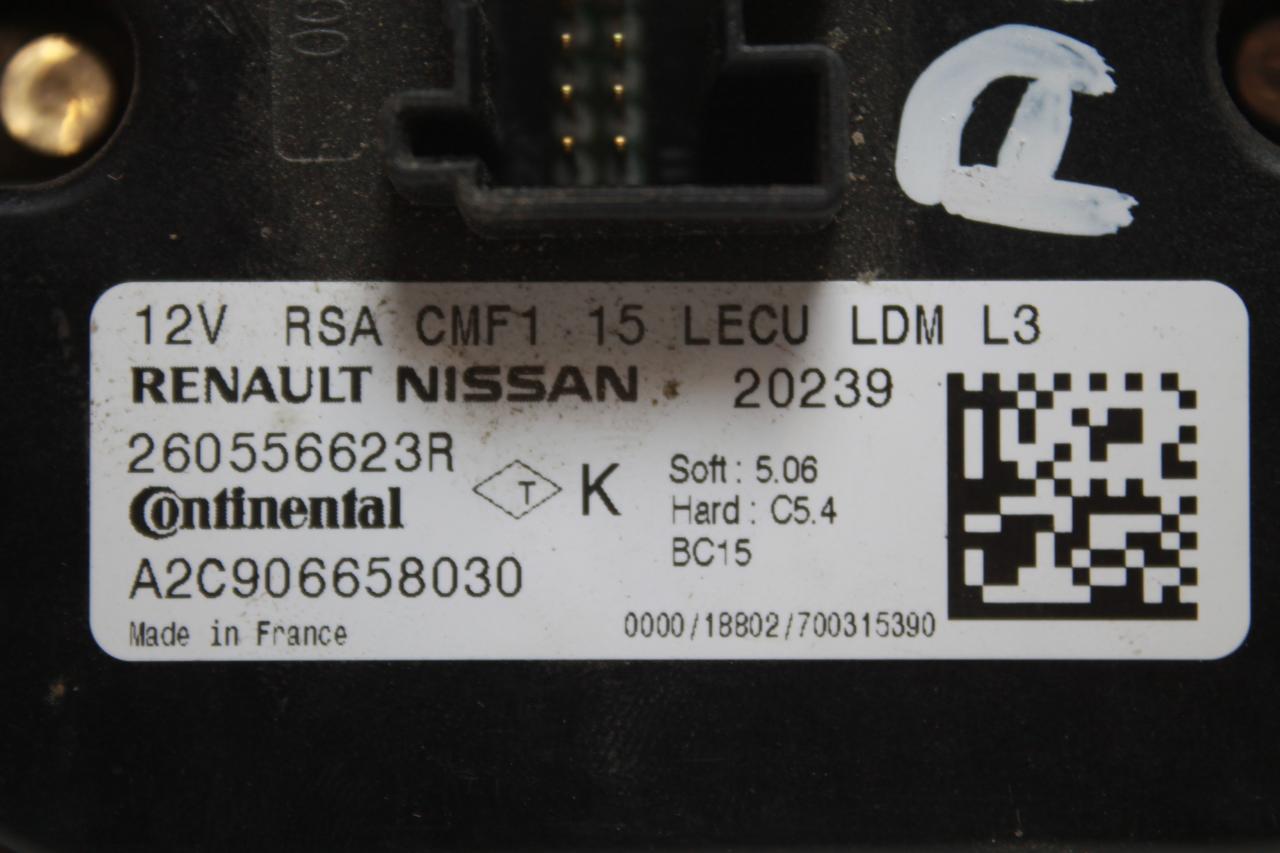 12V RSA CMF1 15 LECU LDM L3
RENAULT NISSAN 20239
260556623R
Continental
T K
Soft : 5.06
Hard : C5.4
BC15
A2C906658030
Made in France
0000/18802/700315390